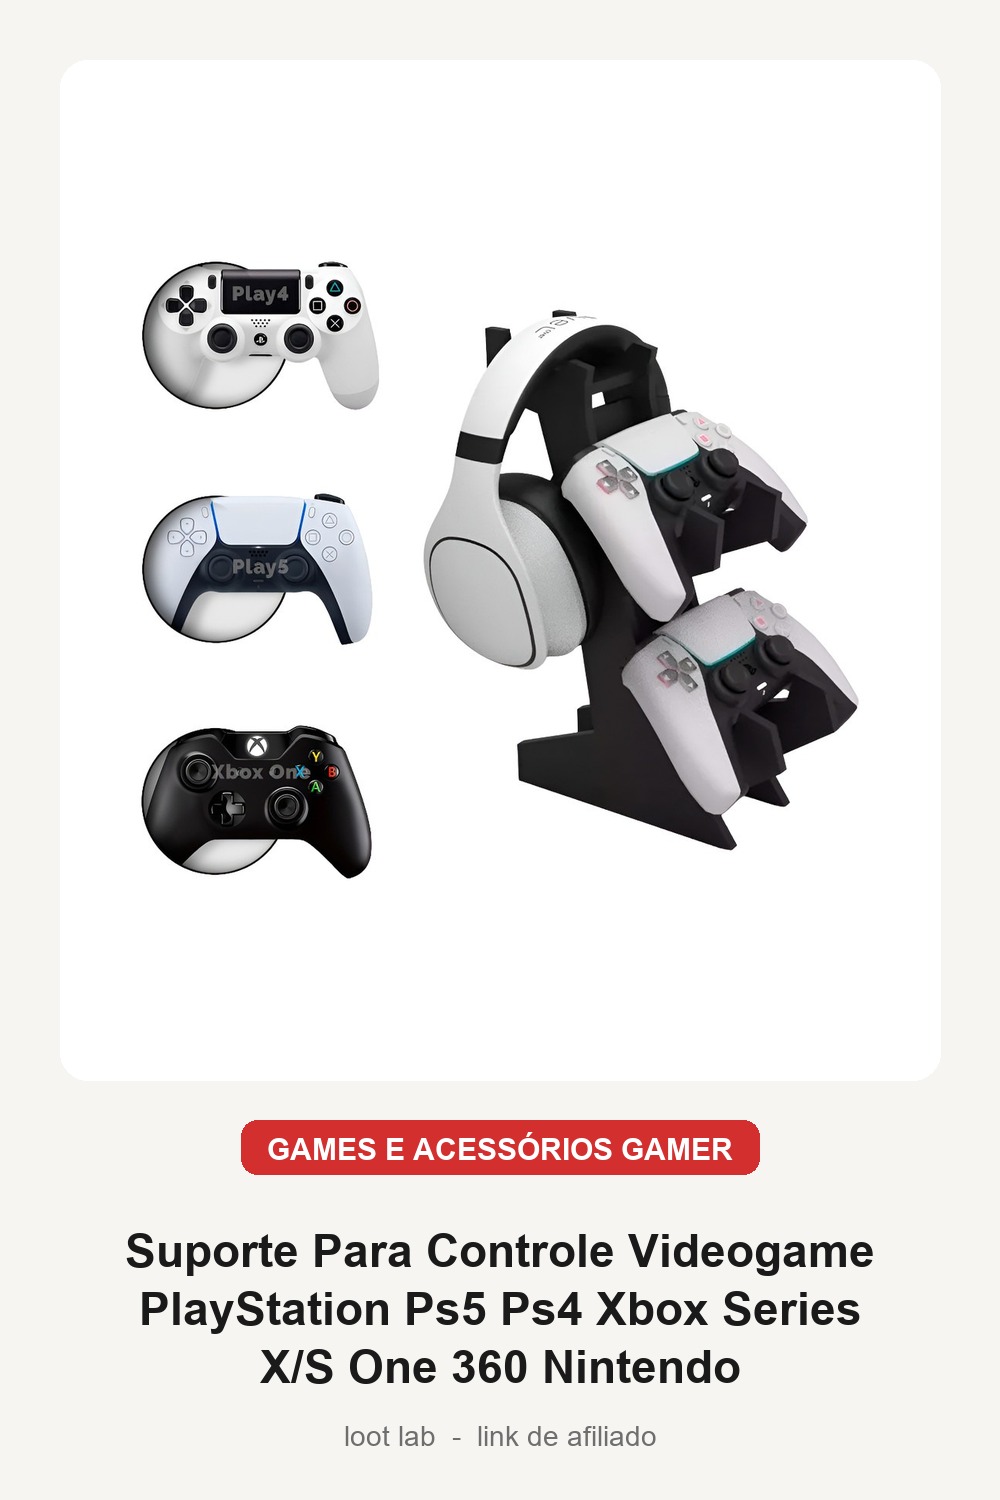 Play4
Play5
Xbox One
Y
X
B
A
GAMES E ACESSÓRIOS GAMER
Suporte Para Controle Videogame
PlayStation Ps5 Ps4 Xbox Series
X/S One 360 Nintendo
loot lab - link de afiliado